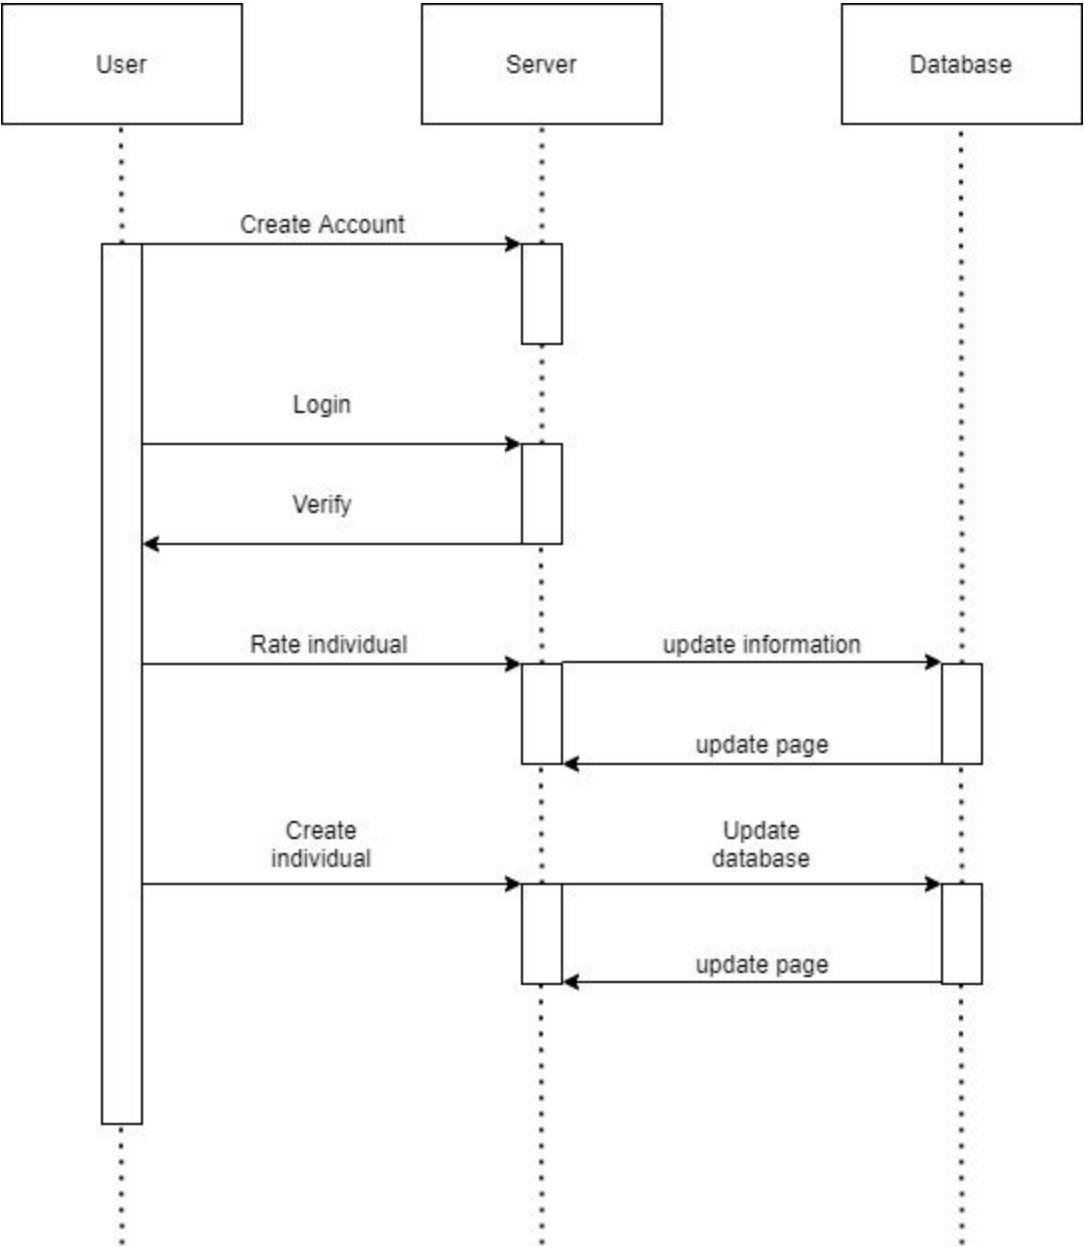 User
Server
Database
Create Account
Login
Verify
Rate individual
update information
update page
Create
individual
Update
database
update page